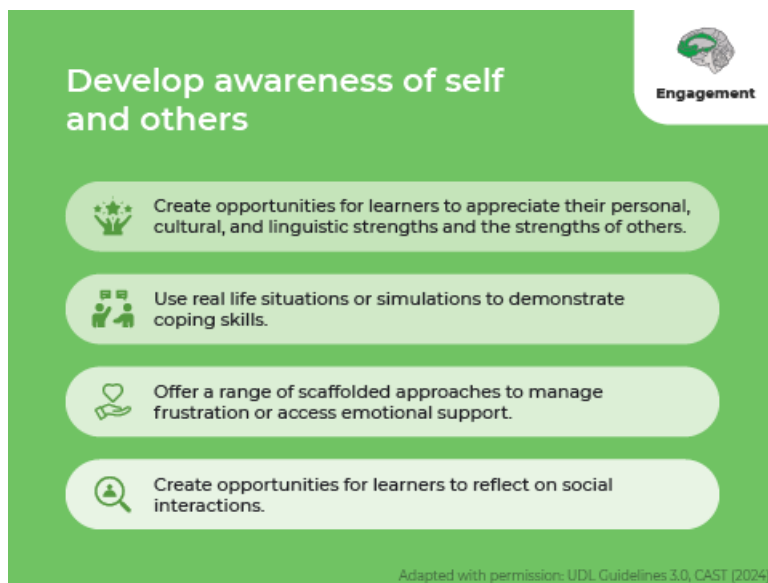 Develop awareness of self
and others
Engagement
Create opportunities for learners to appreciate their personal,
cultural, and linguistic strengths and the strengths of others.
Use real life situations or simulations to demonstrate
coping skills.
Offer a range of scaffolded approaches to manage
frustration or access emotional support.
Create opportunities for learners to reflect on social
interactions.
Adapted with permission: UDL Guidelines 3.0, CAST (2024)